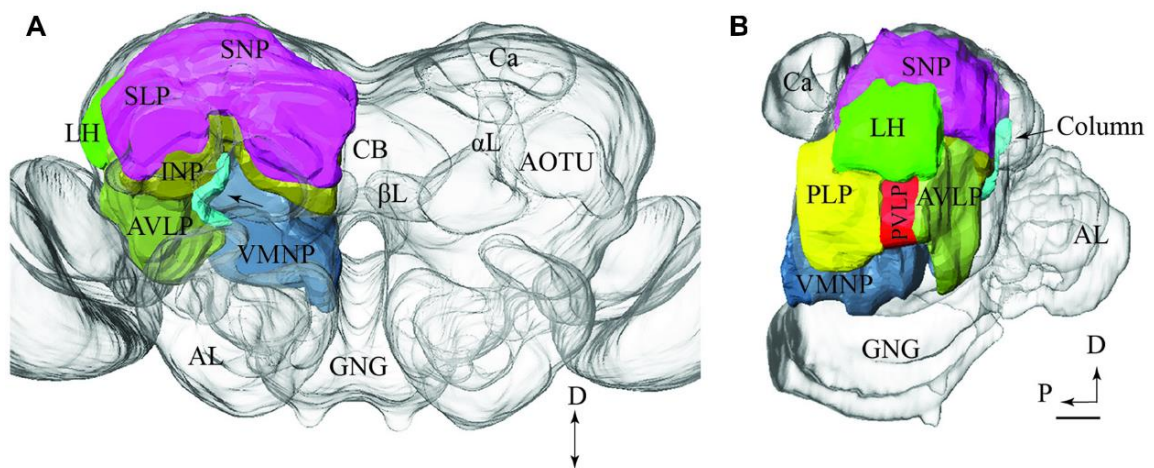 A
SNP
Ca
SLP
LH
INP
CB
αL
AOTU
βL
AVLP
VMNP
AL
GNG
D
B
SNP
Ca
LH
Column
PLP
PVLP
AVLP
AL
VMNP
GNG
D
P